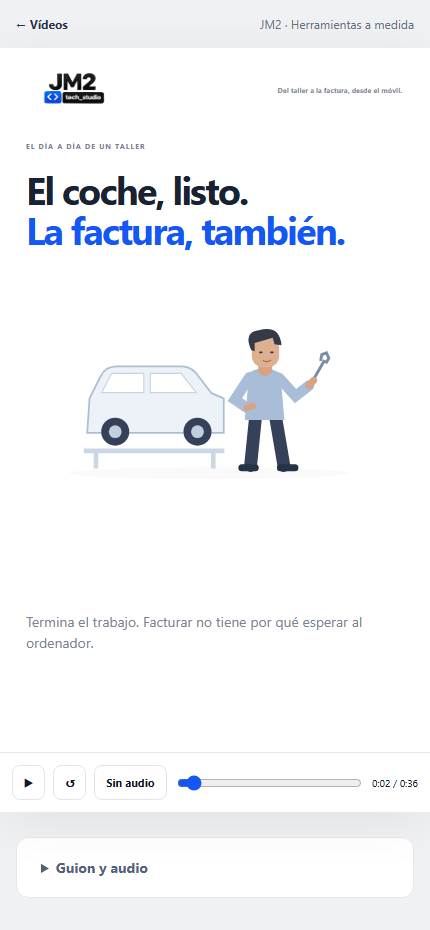 ← Vídeos
JM2 · Herramientas a medida
JM2
<> tech_studio
Del taller a la factura, desde el móvil.
EL DÍA A DÍA DE UN TALLER
El coche, listo.
La factura, también.
Termina el trabajo. Facturar no tiene por qué esperar al
ordenador.
▶ ↺ Sin audio 0:02 / 0:36
▶ Guion y audio